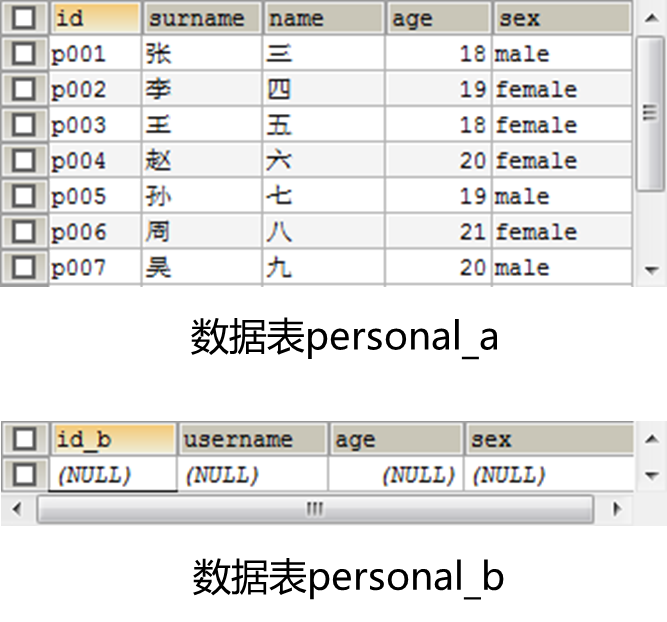 id surname name age sex
p001 张 三 18 male
p002 李 四 19 female
p003 王 五 18 female
p004 赵 六 20 female
p005 孙 七 19 male
p006 周 八 21 female
p007 吴 九 20 male
数据表personal_a
id_b username age sex
(NULL) (NULL) (NULL) (NULL)
数据表personal_b